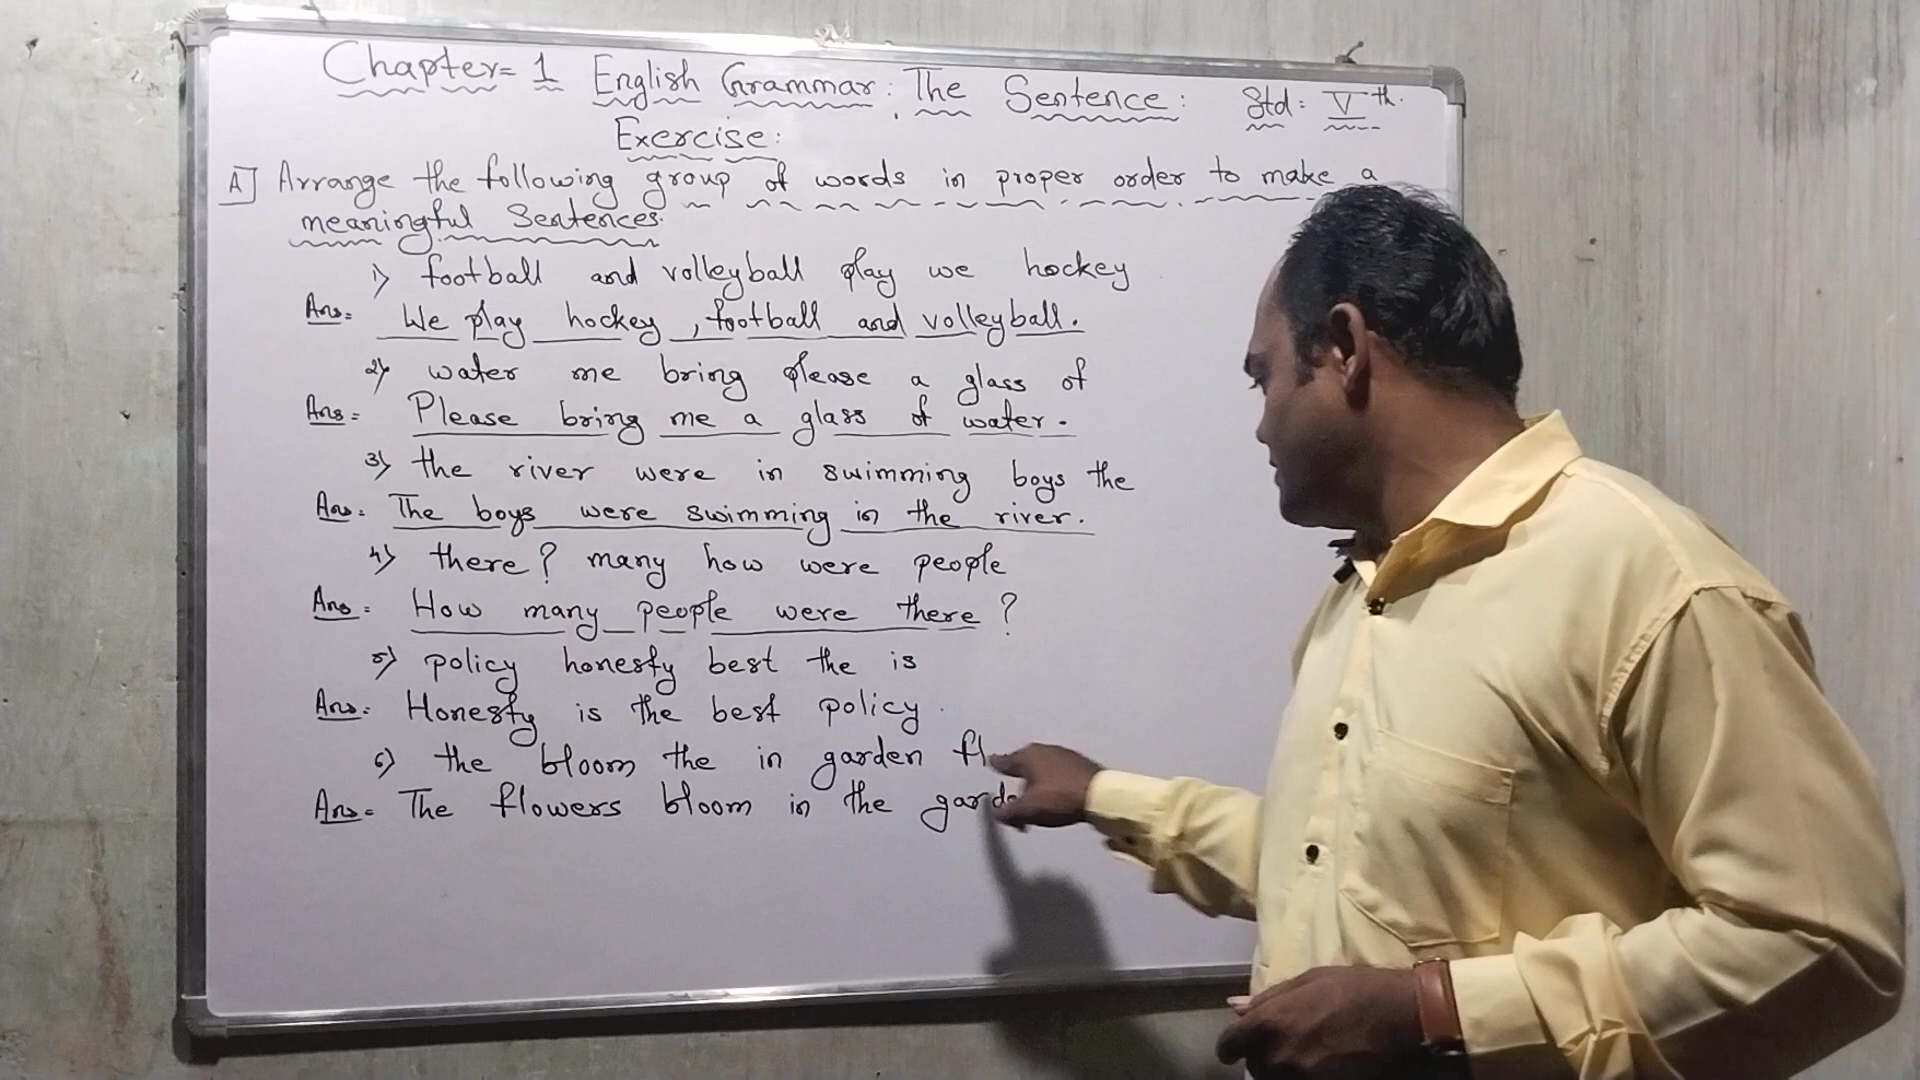 Chapter= 1 English Grammar: The Sentence: Std: Vth.
Exercise:
A] Arrange the following group of words in proper order to make a
meaningful Sentences.
1) football and volleyball play we hockey
Ans= We play hockey, football and volleyball.
2) water me bring please a glass of
Ans= Please bring me a glass of water.
3) the river were in swimming boys the
Ans= The boys were swimming in the river.
4) there? many how were people
Ans= How many people were there?
5) policy honesty best the is
Ans= Honesty is the best policy.
6) the bloom the in garden
Ans= The flowers bloom in the